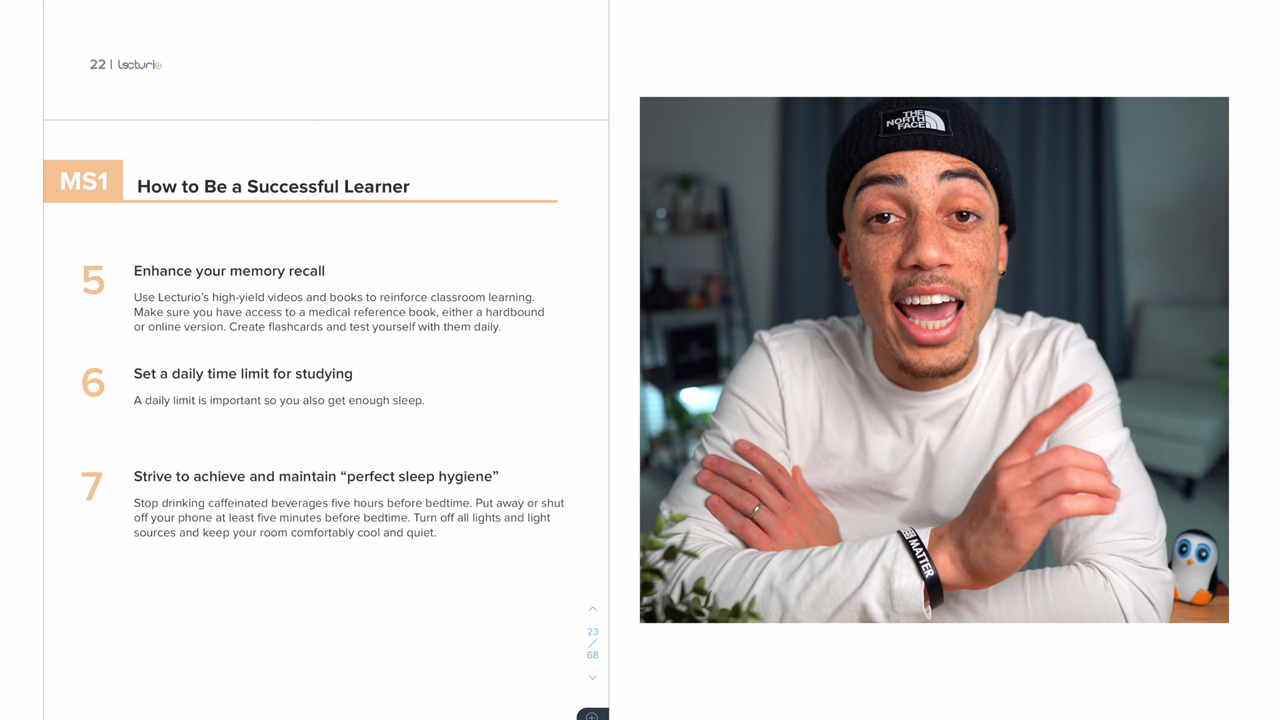 22 | lecturio
MS1
How to Be a Successful Learner
5
Enhance your memory recall
Use Lecturio’s high-yield videos and books to reinforce classroom learning.
Make sure you have access to a medical reference book, either a hardbound
or online version. Create flashcards and test yourself with them daily.
6
Set a daily time limit for studying
A daily limit is important so you also get enough sleep.
7
Strive to achieve and maintain “perfect sleep hygiene”
Stop drinking caffeinated beverages five hours before bedtime. Put away or shut
off your phone at least five minutes before bedtime. Turn off all lights and light
sources and keep your room comfortably cool and quiet.
23
/
68
THE
NORTH
FACE
MATTER